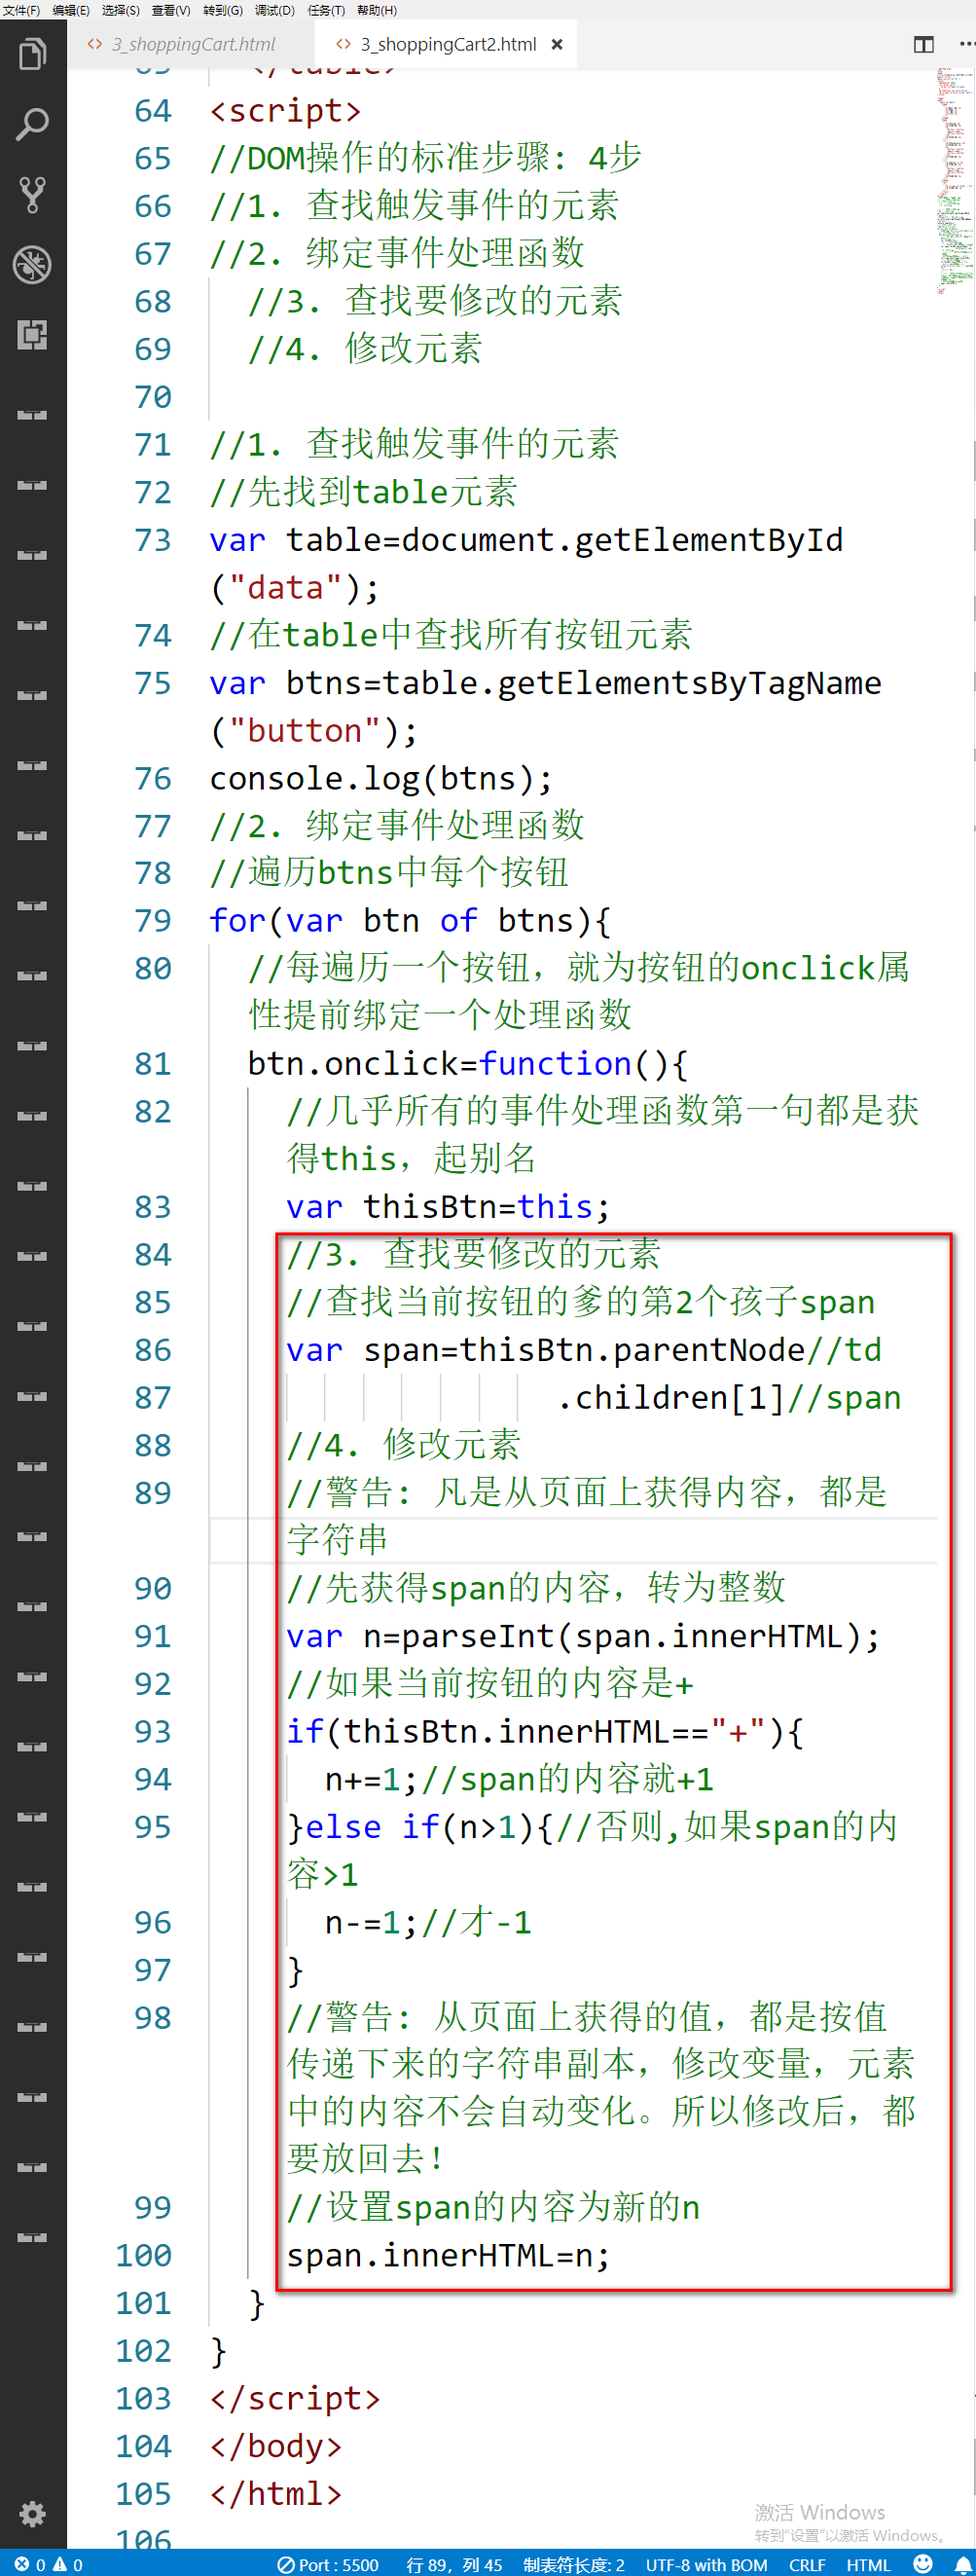 文件(F) 编辑(E) 选择(S) 查看(V) 转到(G) 调试(D) 任务(T) 帮助(H)
3_shoppingCart.html 3_shoppingCart2.html
63 </table>
64 <script>
65 //DOM操作的标准步骤: 4步
66 //1. 查找触发事件的元素
67 //2. 绑定事件处理函数
68 //3. 查找要修改的元素
69 //4. 修改元素
70
71 //1. 查找触发事件的元素
72 //先找到table元素
73 var table=document.getElementById
("data");
74 //在table中查找所有按钮元素
75 var btns=table.getElementsByTagName
("button");
76 console.log(btns);
77 //2. 绑定事件处理函数
78 //遍历btns中每个按钮
79 for(var btn of btns){
80 //每遍历一个按钮，就为按钮的onclick属
性提前绑定一个处理函数
81 btn.onclick=function(){
82 //几乎所有的事件处理函数第一句都是获
得this，起别名
83 var thisBtn=this;
84 //3. 查找要修改的元素
85 //查找当前按钮的爹的第2个孩子span
86 var span=thisBtn.parentNode//td
87 .children[1]//span
88 //4. 修改元素
89 //警告: 凡是从页面上获得内容，都是
字符串
90 //先获得span的内容，转为整数
91 var n=parseInt(span.innerHTML);
92 //如果当前按钮的内容是+
93 if(thisBtn.innerHTML=="+"){
94 n+=1;//span的内容就+1
95 }else if(n>1){//否则,如果span的内
容>1
96 n-=1;//才-1
97 }
98 //警告: 从页面上获得的值，都是按值
传递下来的字符串副本，修改变量，元素
中的内容不会自动变化。所以修改后，都
要放回去！
99 //设置span的内容为新的n
100 span.innerHTML=n;
101 }
102 }
103 </script>
104 </body>
105 </html>
106
激活 Windows
转到"设置"以激活 Windows。
0 0 Port : 5500 行 89，列 45 制表符长度: 2 UTF-8 with BOM CRLF HTML